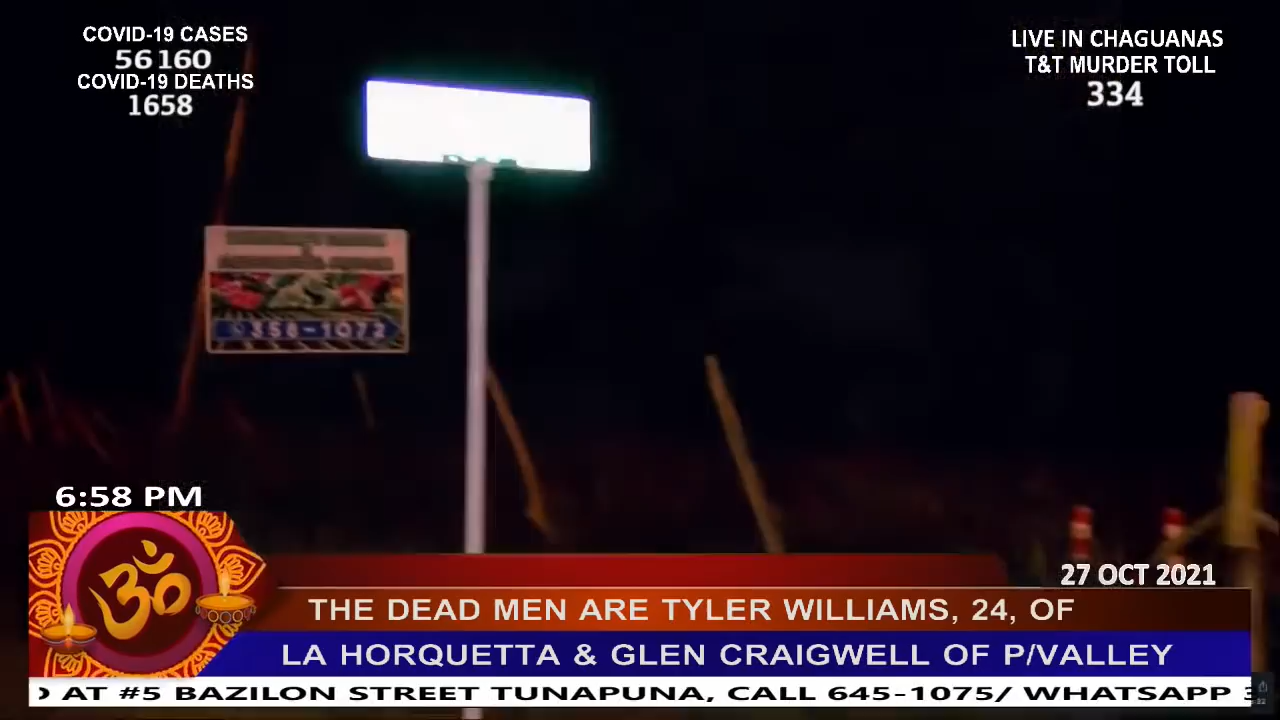 COVID-19 CASES
56160
COVID-19 DEATHS
1658
LIVE IN CHAGUANAS
T&T MURDER TOLL
334
358-1072
6:58 PM
ॐ
27 OCT 2021
THE DEAD MEN ARE TYLER WILLIAMS, 24, OF
LA HORQUETTA & GLEN CRAIGWELL OF P/VALLEY
AT #5 BAZILON STREET TUNAPUNA, CALL 645-1075/ WHATSAPP